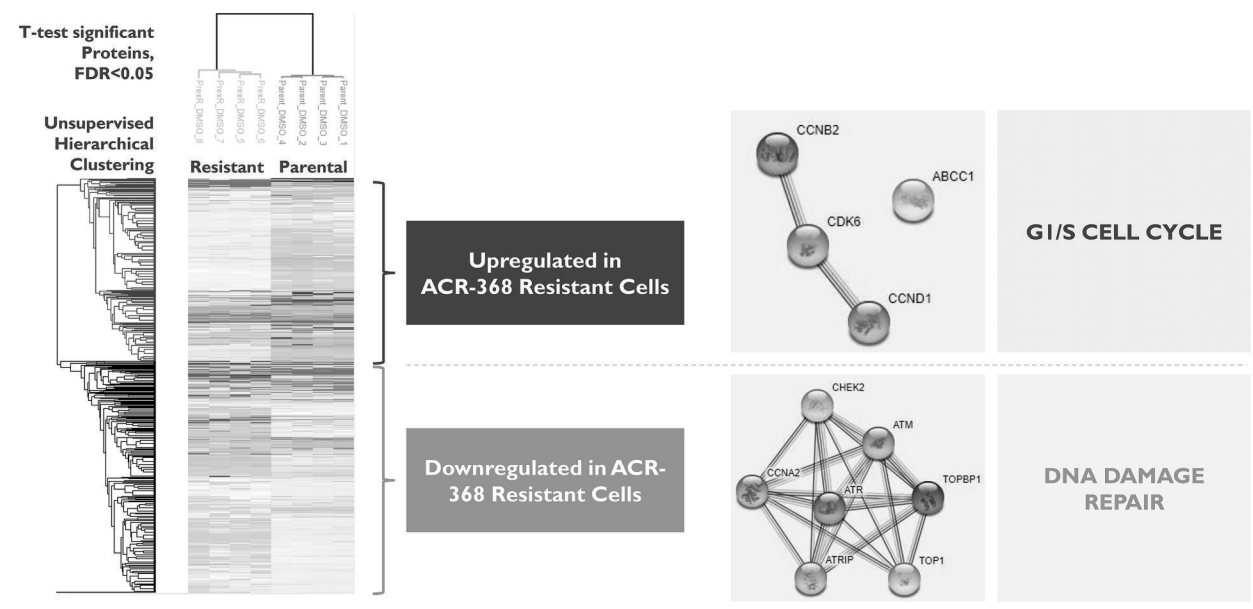 T-test significant
Proteins,
FDR<0.05
Unsupervised
Hierarchical
Clustering
PrexR_DMSO_8
PrexR_DMSO_7
PrexR_DMSO_5
PrexR_DMSO_6
Parent_DMSO_4
Parent_DMSO_2
Parent_DMSO_3
Parent_DMSO_1
Resistant
Parental
Upregulated in
ACR-368 Resistant Cells
CCNB2
ABCC1
CDK6
CCND1
G1/S CELL CYCLE
Downregulated in ACR-
368 Resistant Cells
CHEK2
ATM
CCNA2
ATR
TOPBP1
ATRIP
TOP1
DNA DAMAGE
REPAIR